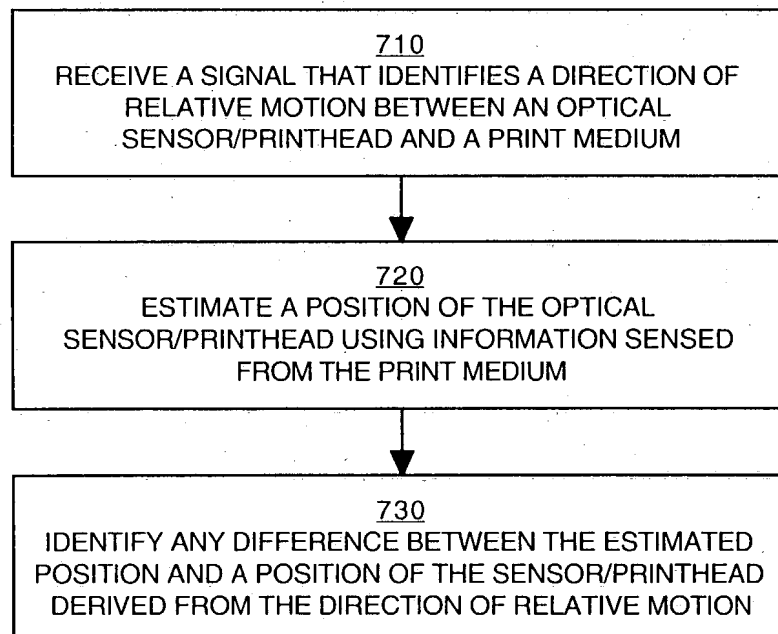 710
RECEIVE A SIGNAL THAT IDENTIFIES A DIRECTION OF
RELATIVE MOTION BETWEEN AN OPTICAL
SENSOR/PRINTHEAD AND A PRINT MEDIUM
720
ESTIMATE A POSITION OF THE OPTICAL
SENSOR/PRINTHEAD USING INFORMATION SENSED
FROM THE PRINT MEDIUM
730
IDENTIFY ANY DIFFERENCE BETWEEN THE ESTIMATED
POSITION AND A POSITION OF THE SENSOR/PRINTHEAD
DERIVED FROM THE DIRECTION OF RELATIVE MOTION